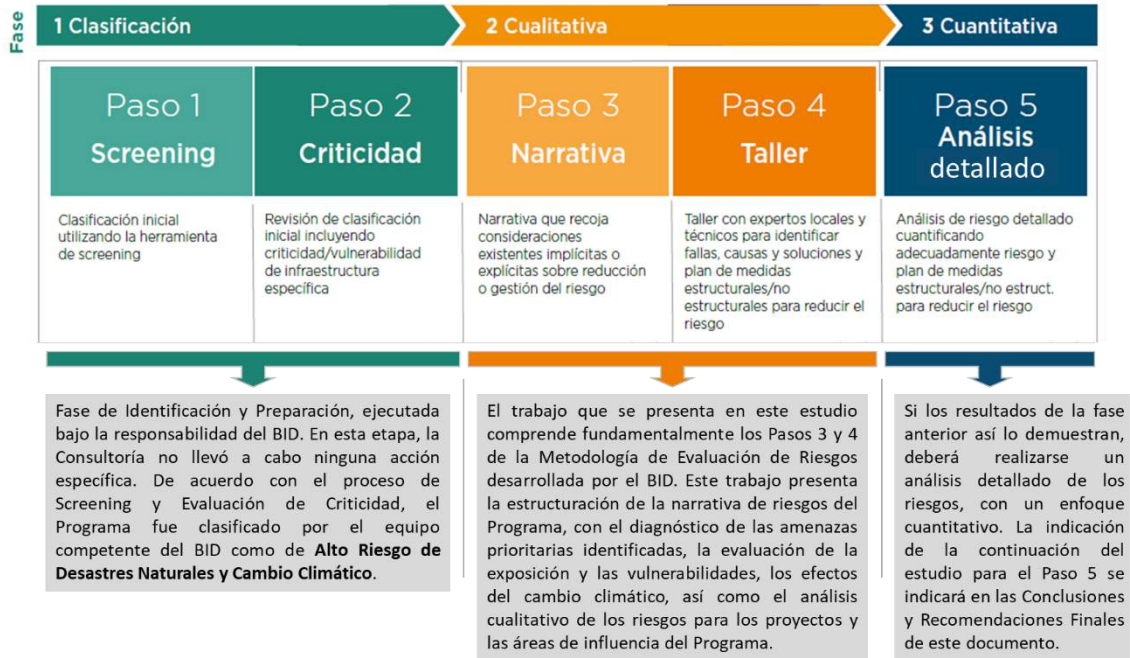 Fase
1 Clasificación
2 Cualitativa
3 Cuantitativa
Paso 1
Screening
Paso 2
Criticidad
Paso 3
Narrativa
Paso 4
Taller
Paso 5
Análisis
detallado
Clasificación inicial
utilizando la herramienta
de screening
Revisión de clasificación
inicial incluyendo
criticidad/vulnerabilidad
de infraestructura
específica
Narrativa que recoja
consideraciones
existentes implícitas o
explícitas sobre reducción
o gestión del riesgo
Taller con expertos locales y
técnicos para identificar
fallas, causas y soluciones y
plan de medidas
estructurales/no
estructurales para reducir el
riesgo
Análisis de riesgo detallado
cuantificando
adecuadamente riesgo y
plan de medidas
estructurales/no estruct.
para reducir el riesgo
Fase de Identificación y Preparación, ejecutada
bajo la responsabilidad del BID. En esta etapa, la
Consultoría no llevó a cabo ninguna acción
específica. De acuerdo con el proceso de
Screening y Evaluación de Criticidad, el
Programa fue clasificado por el equipo
competente del BID como de Alto Riesgo de
Desastres Naturales y Cambio Climático.
El trabajo que se presenta en este estudio
comprende fundamentalmente los Pasos 3 y 4
de la Metodología de Evaluación de Riesgos
desarrollada por el BID. Este trabajo presenta
la estructuración de la narrativa de riesgos del
Programa, con el diagnóstico de las amenazas
prioritarias identificadas, la evaluación de la
exposición y las vulnerabilidades, los efectos
del cambio climático, así como el análisis
cualitativo de los riesgos para los proyectos y
las áreas de influencia del Programa.
Si los resultados de la fase
anterior así lo demuestran,
deberá realizarse un
análisis detallado de los
riesgos, con un enfoque
cuantitativo. La indicación
de la continuación del
estudio para el Paso 5 se
indicará en las Conclusiones
y Recomendaciones Finales
de este documento.